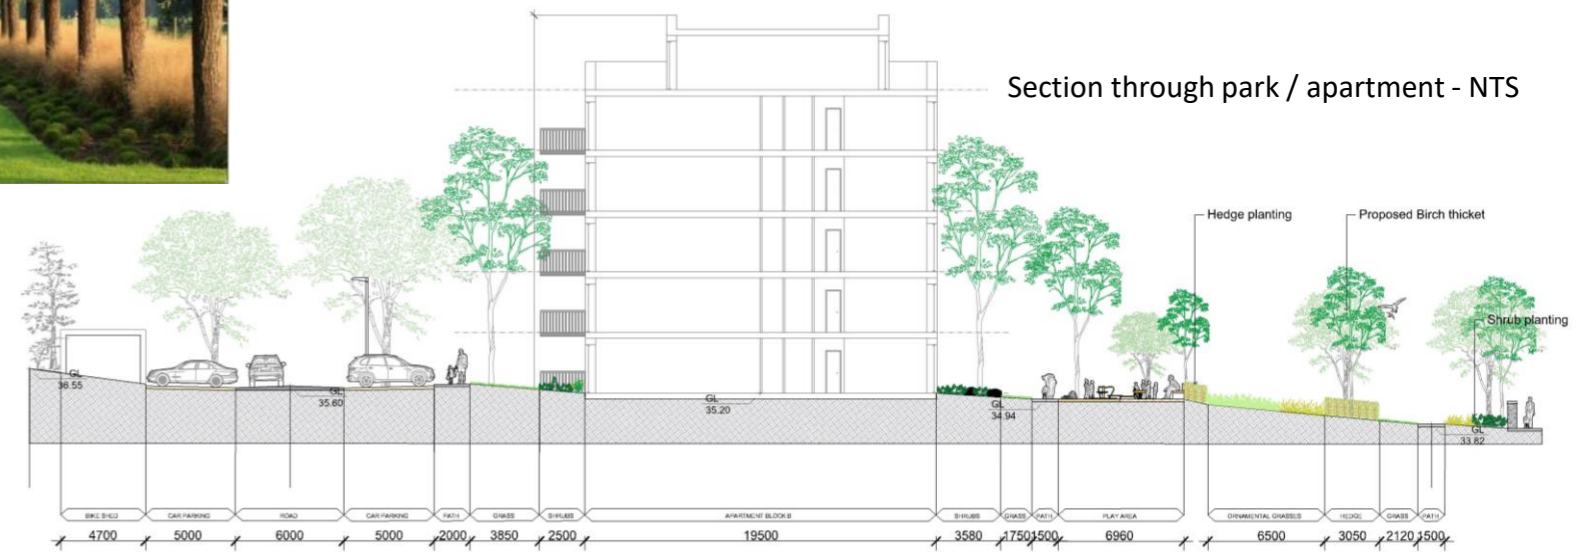 Section through park / apartment - NTS
Hedge planting
Proposed Birch thicket
Shrub planting
GL
36.55
GL
35.60
GL
35.20
GL
34.94
GL
33.82
BIKE SHED
CAR PARKING
ROAD
CAR PARKING
PATH
GRASS
SHRUBS
APARTMENT BLOCK B
SHRUBS
GRASS
PATH
PLAY AREA
ORNAMENTAL GRASSES
HEDGE
GRASS
PATH
4700
5000
6000
5000
2000
3850
2500
19500
3580
1750
1500
6960
6500
3050
2120
1500